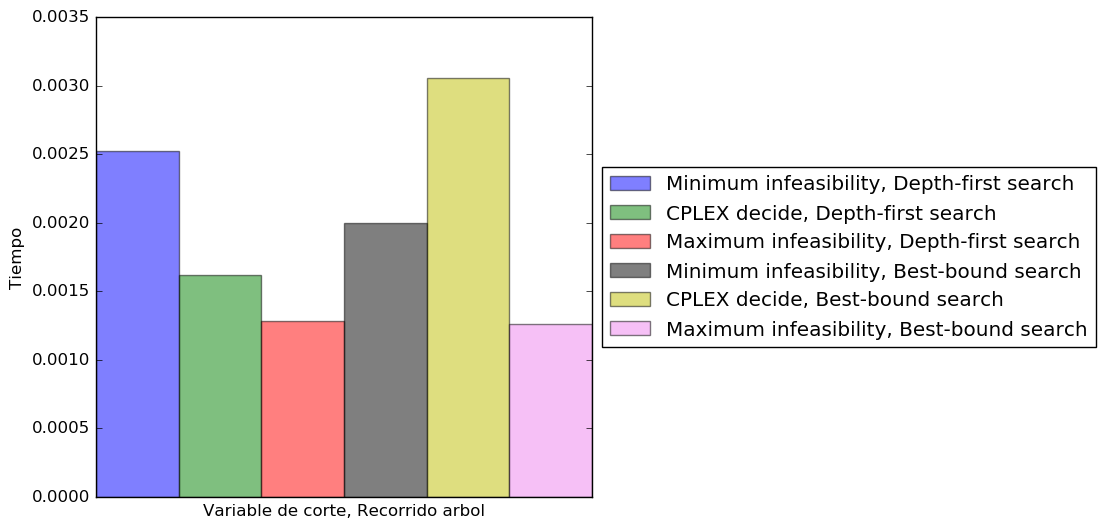 0.0035
0.0030
0.0025
0.0020
0.0015
0.0010
0.0005
0.0000
Tiempo
Variable de corte, Recorrido arbol
Minimum infeasibility, Depth-first search
CPLEX decide, Depth-first search
Maximum infeasibility, Depth-first search
Minimum infeasibility, Best-bound search
CPLEX decide, Best-bound search
Maximum infeasibility, Best-bound search